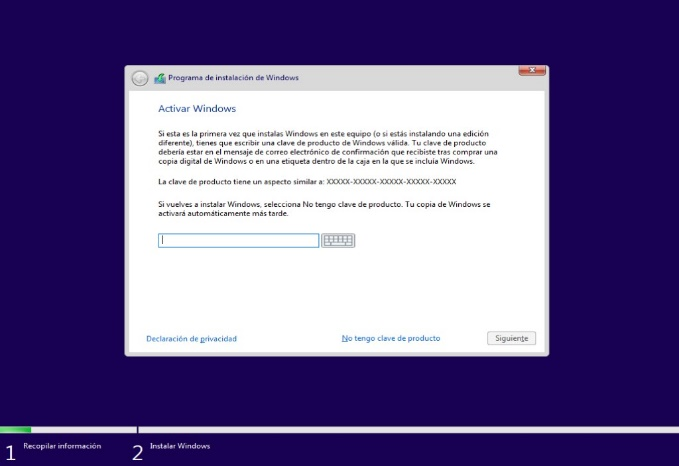 Programa de instalación de Windows
Activar Windows
Si esta es la primera vez que instalas Windows en este equipo (o si estás instalando una edición
diferente), tienes que escribir una clave de producto de Windows válida. Tu clave de producto
debería estar en el mensaje de correo electrónico de confirmación que recibiste tras comprar una
copia digital de Windows o en una etiqueta dentro de la caja en la que se incluía Windows.
La clave de producto tiene un aspecto similar a: XXXXX-XXXXX-XXXXX-XXXXX-XXXXX
Si vuelves a instalar Windows, selecciona No tengo clave de producto. Tu copia de Windows se
activará automáticamente más tarde.
Declaración de privacidad
No tengo clave de producto
Siguiente
1 Recopilar información
2 Instalar Windows